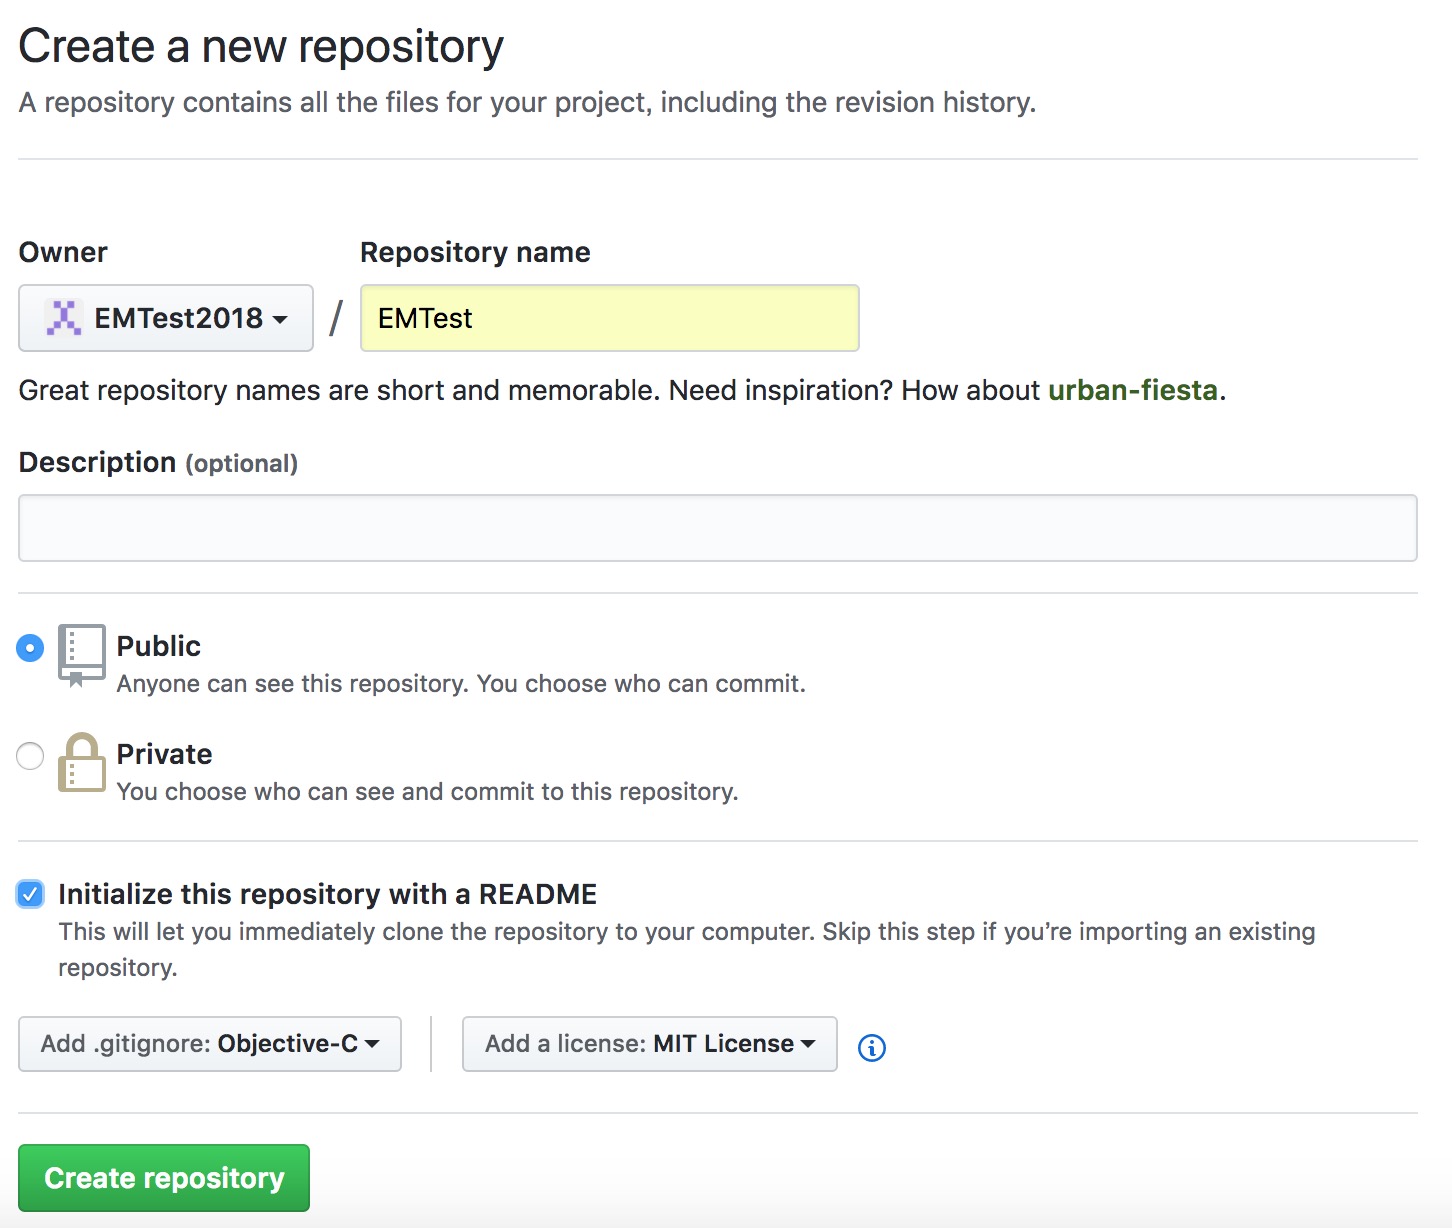 Create a new repository
A repository contains all the files for your project, including the revision history.
Owner
Repository name
EMTest2018 / EMTest
Great repository names are short and memorable. Need inspiration? How about urban-fiesta.
Description (optional)
Public
Anyone can see this repository. You choose who can commit.
Private
You choose who can see and commit to this repository.
Initialize this repository with a README
This will let you immediately clone the repository to your computer. Skip this step if you’re importing an existing
repository.
Add .gitignore: Objective-C
Add a license: MIT License
Create repository